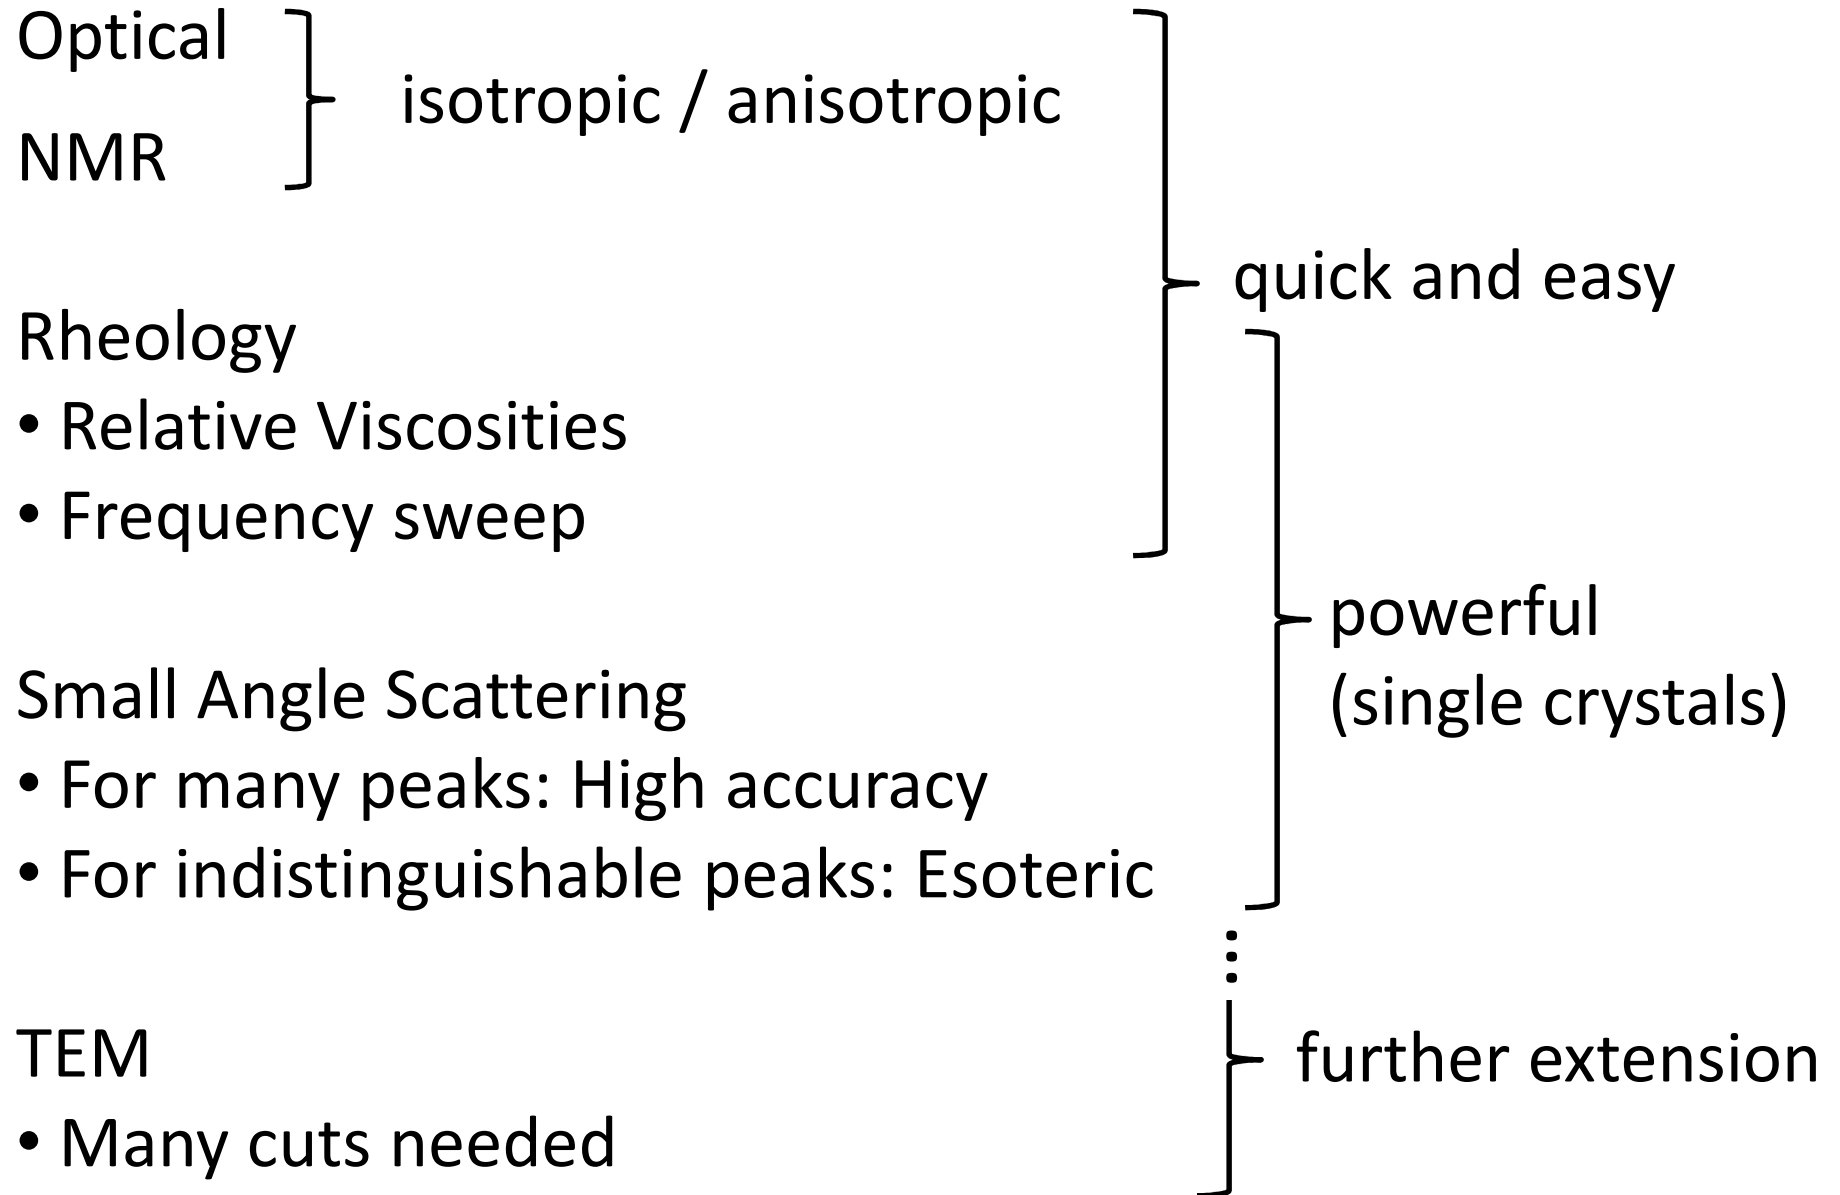 Optical
isotropic / anisotropic
NMR
quick and easy
Rheology
• Relative Viscosities
• Frequency sweep
powerful
(single crystals)
Small Angle Scattering
• For many peaks: High accuracy
• For indistinguishable peaks: Esoteric
TEM
further extension
• Many cuts needed